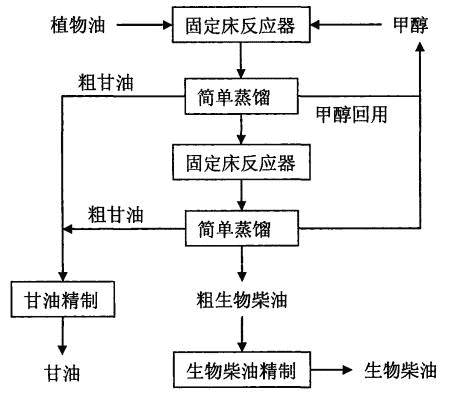 植物油
固定床反应器
甲醇
粗甘油
简单蒸馏
甲醇回用
固定床反应器
粗甘油
简单蒸馏
甘油精制
粗生物柴油
甘油
生物柴油精制
生物柴油